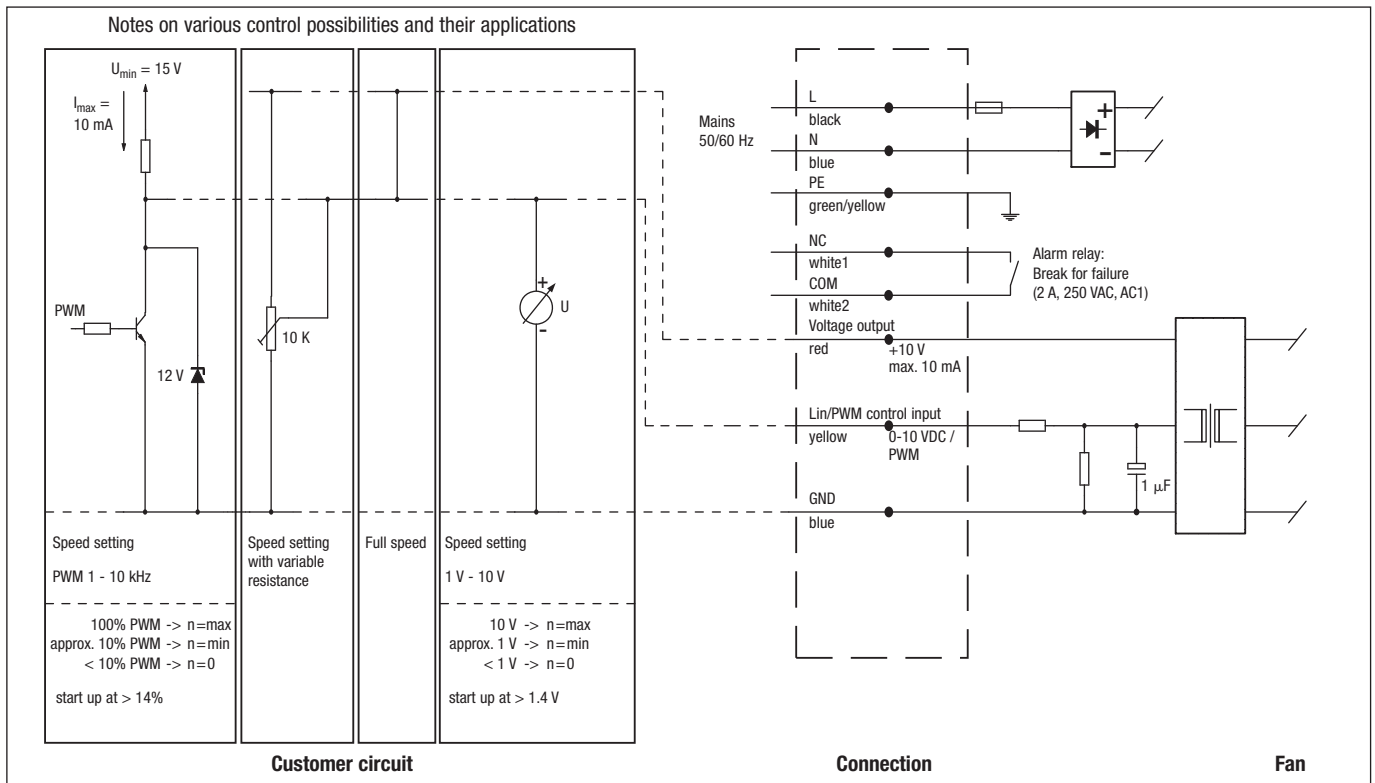 Notes on various control possibilities and their applications
Umin = 15 V
Imax =
10 mA
PWM
12 V
10 K
+
U
-
Speed setting
PWM 1 - 10 kHz
100% PWM -> n=max
approx. 10% PWM -> n=min
< 10% PWM -> n=0
start up at > 14%
Speed setting
with variable
resistance
Full speed
Speed setting
1 V - 10 V
10 V -> n=max
approx. 1 V -> n=min
< 1 V -> n=0
start up at > 1.4 V
Mains
50/60 Hz
L
black
N
blue
PE
green/yellow
NC
white1
COM
white2
Voltage output
red
+10 V
max. 10 mA
Lin/PWM control input
yellow
0-10 VDC /
PWM
GND
blue
+
-
Alarm relay:
Break for failure
(2 A, 250 VAC, AC1)
1 µF
Customer circuit
Connection
Fan